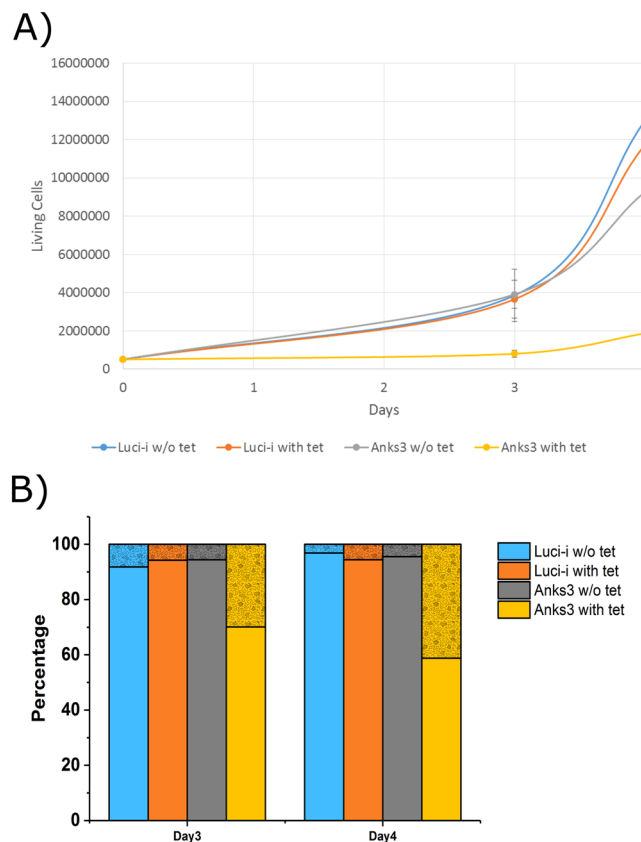 A)
16000000
14000000
12000000
10000000
8000000
6000000
4000000
2000000
0
Living Cells
0 1 2 3
Days
Luci-i w/o tet Luci-i with tet Anks3 w/o tet Anks3 with tet
B)
100
80
60
40
20
0
Percentage
Day3 Day4
Luci-i w/o tet
Luci-i with tet
Anks3 w/o tet
Anks3 with tet